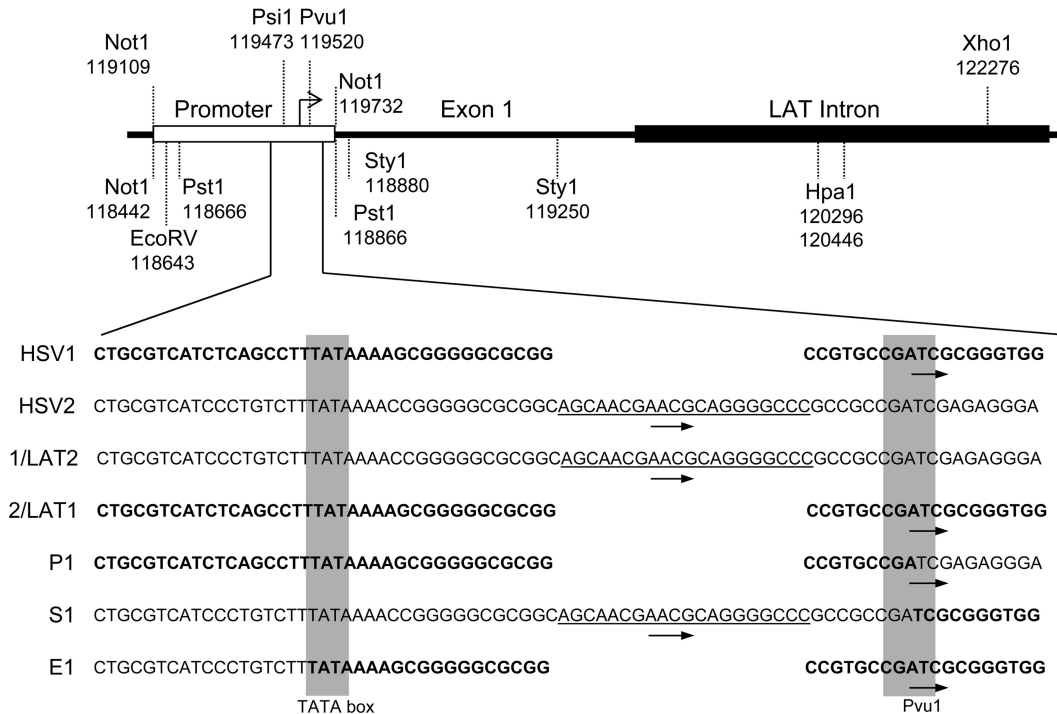 Psi1 Pvu1
119473 119520
Not1
119109
Xho1
122276
Not1
119732
Promoter
Exon 1
LAT Intron
Not1
118442
Pst1
118666
EcoRV
118643
Sty1
118880
Pst1
118866
Sty1
119250
Hpa1
120296
120446
HSV1 CTGCGTCATCTCAGCCTTTATAAAAGCGGGGGCGCGG CCGTGCCGATCGCGGGTGG
HSV2 CTGCGTCATCCCTGTCTTTATAAAACCGGGGGCGCGGCAGCAACGAACGCAGGGGCCCGCCGCCGATCGAGAGGGA
1/LAT2 CTGCGTCATCCCTGTCTTTATAAAACCGGGGGCGCGGCAGCAACGAACGCAGGGGCCCGCCGCCGATCGAGAGGGA
2/LAT1 CTGCGTCATCTCAGCCTTTATAAAAGCGGGGGCGCGG CCGTGCCGATCGCGGGTGG
P1 CTGCGTCATCTCAGCCTTTATAAAAGCGGGGGCGCGG CCGTGCCGATCGAGAGGGA
S1 CTGCGTCATCCCTGTCTTTATAAAACCGGGGGCGCGGCAGCAACGAACGCAGGGGCCCGCCGCCGATCGCGGGTGG
E1 CTGCGTCATCCCTGTCTTTATAAAAGCGGGGGCGCGG CCGTGCCGATCGCGGGTGG
TATA box
Pvu1